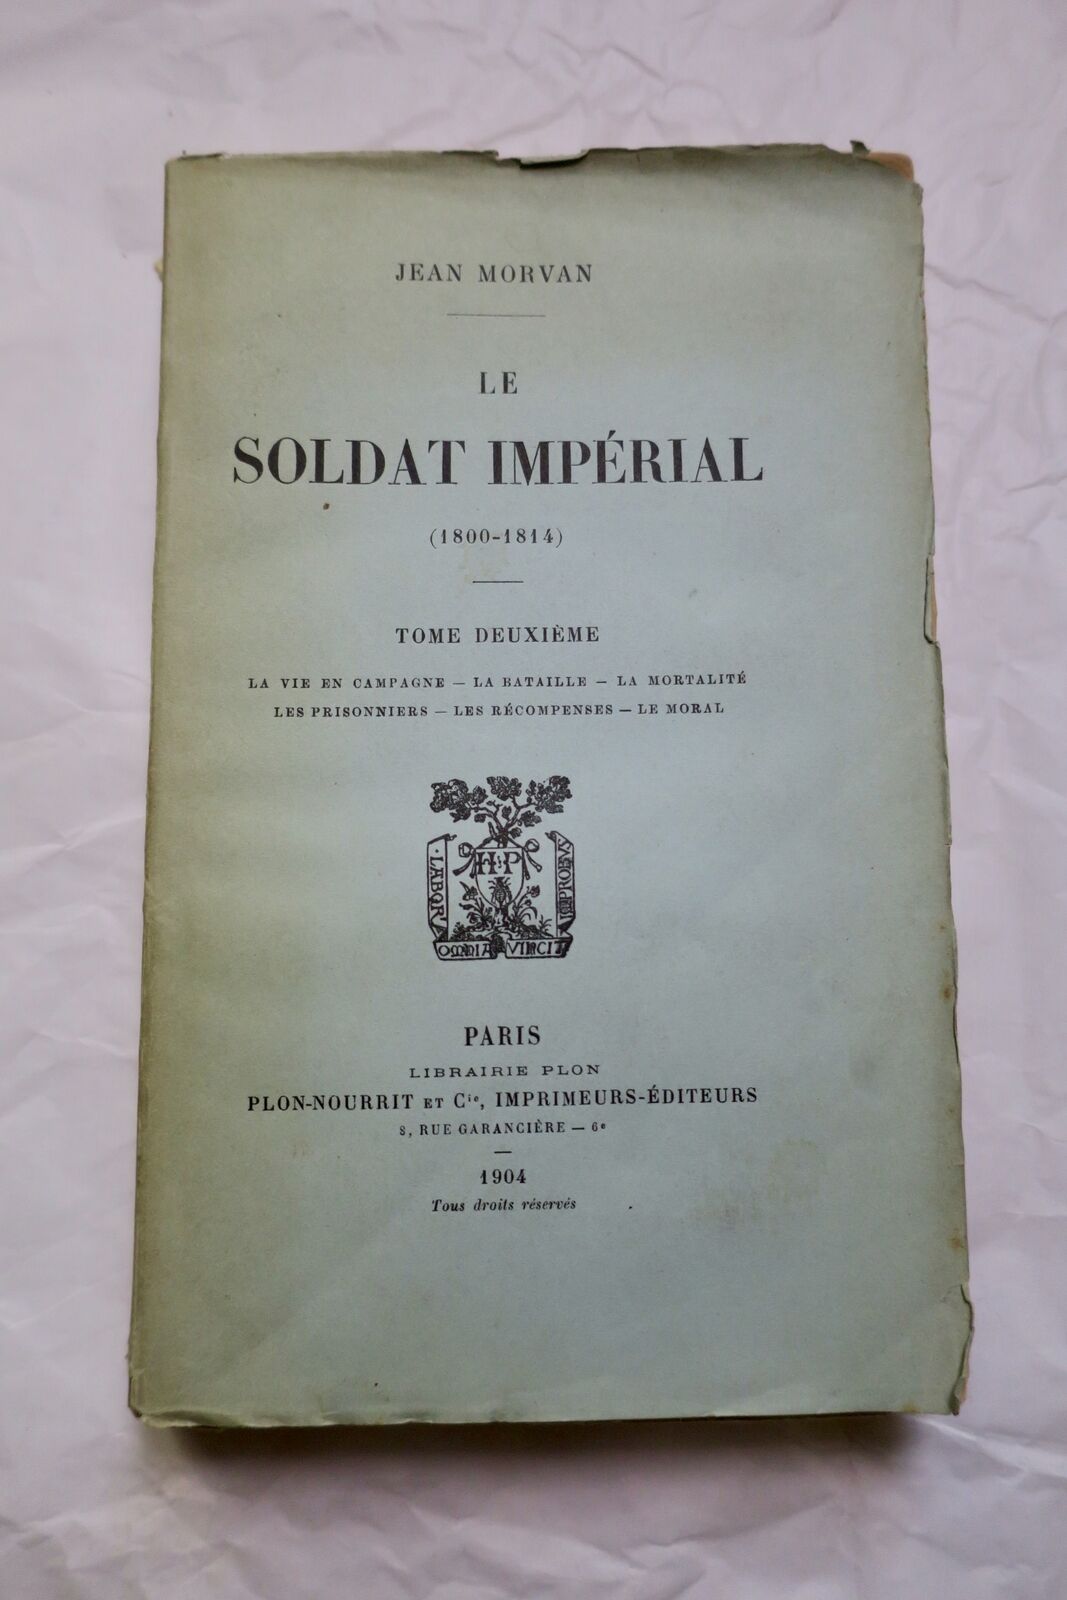 JEAN MORVAN
LE
SOLDAT IMPÉRIAL
(1800-1814)
TOME DEUXIÈME
LA VIE EN CAMPAGNE — LA BATAILLE — LA MORTALITÉ
LES PRISONNIERS — LES RÉCOMPENSES — LE MORAL
H P
LABOR
OMNIA VINCIT
IMPROBVS
PARIS
LIBRAIRIE PLON
PLON-NOURRIT ET Cie, IMPRIMEURS-ÉDITEURS
8, RUE GARANCIÈRE — 6e
1904
Tous droits réservés